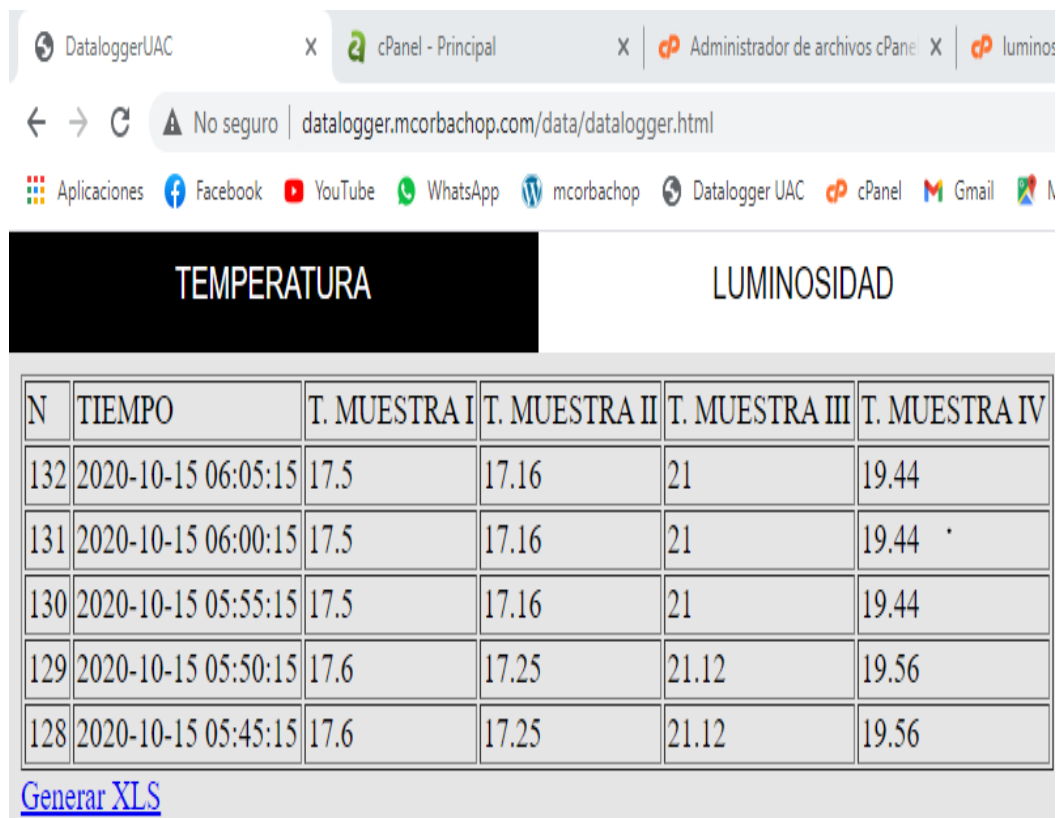 DataloggerUAC cPanel - Principal Administrador de archivos cPane luminos
No seguro datalogger.mcorbachop.com/data/datalogger.html
Aplicaciones Facebook YouTube WhatsApp mcorbachop Datalogger UAC cPanel Gmail
TEMPERATURA LUMINOSIDAD
N TIEMPO T. MUESTRA I T. MUESTRA II T. MUESTRA III T. MUESTRA IV
132 2020-10-15 06:05:15 17.5 17.16 21 19.44
131 2020-10-15 06:00:15 17.5 17.16 21 19.44
130 2020-10-15 05:55:15 17.5 17.16 21 19.44
129 2020-10-15 05:50:15 17.6 17.25 21.12 19.56
128 2020-10-15 05:45:15 17.6 17.25 21.12 19.56
Generar XLS